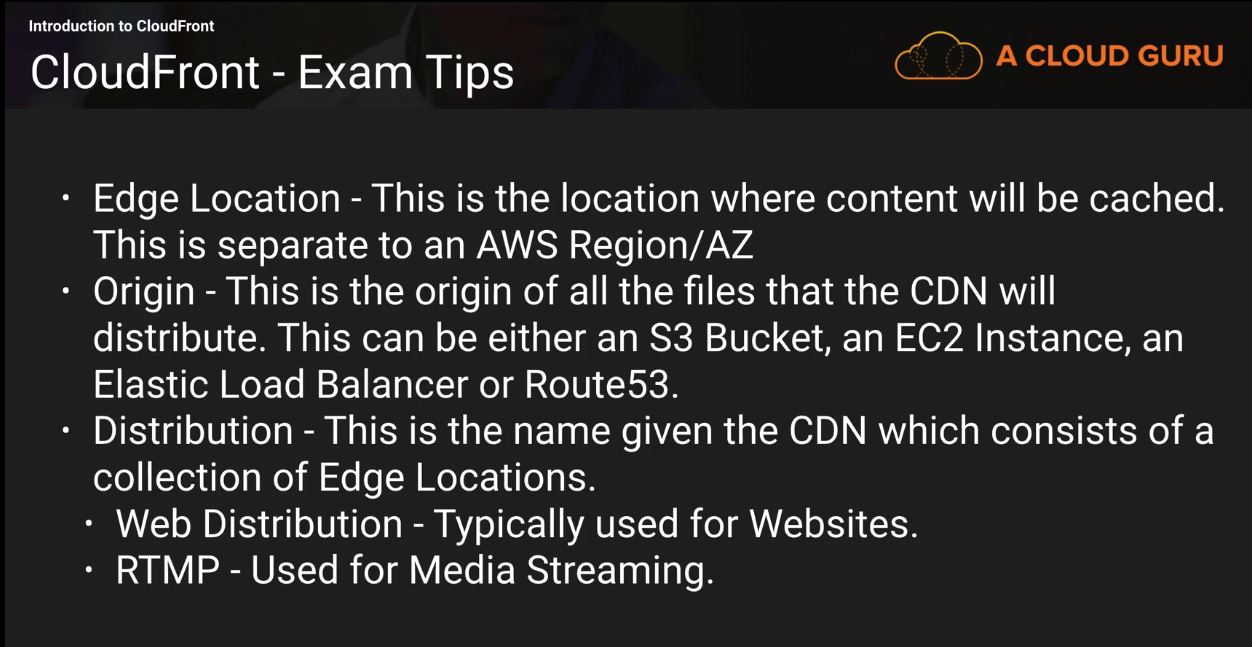 Introduction to CloudFront
CloudFront - Exam Tips
A CLOUD GURU
• Edge Location - This is the location where content will be cached.
This is separate to an AWS Region/AZ
• Origin - This is the origin of all the files that the CDN will
distribute. This can be either an S3 Bucket, an EC2 Instance, an
Elastic Load Balancer or Route53.
• Distribution - This is the name given the CDN which consists of a
collection of Edge Locations.
• Web Distribution - Typically used for Websites.
• RTMP - Used for Media Streaming.